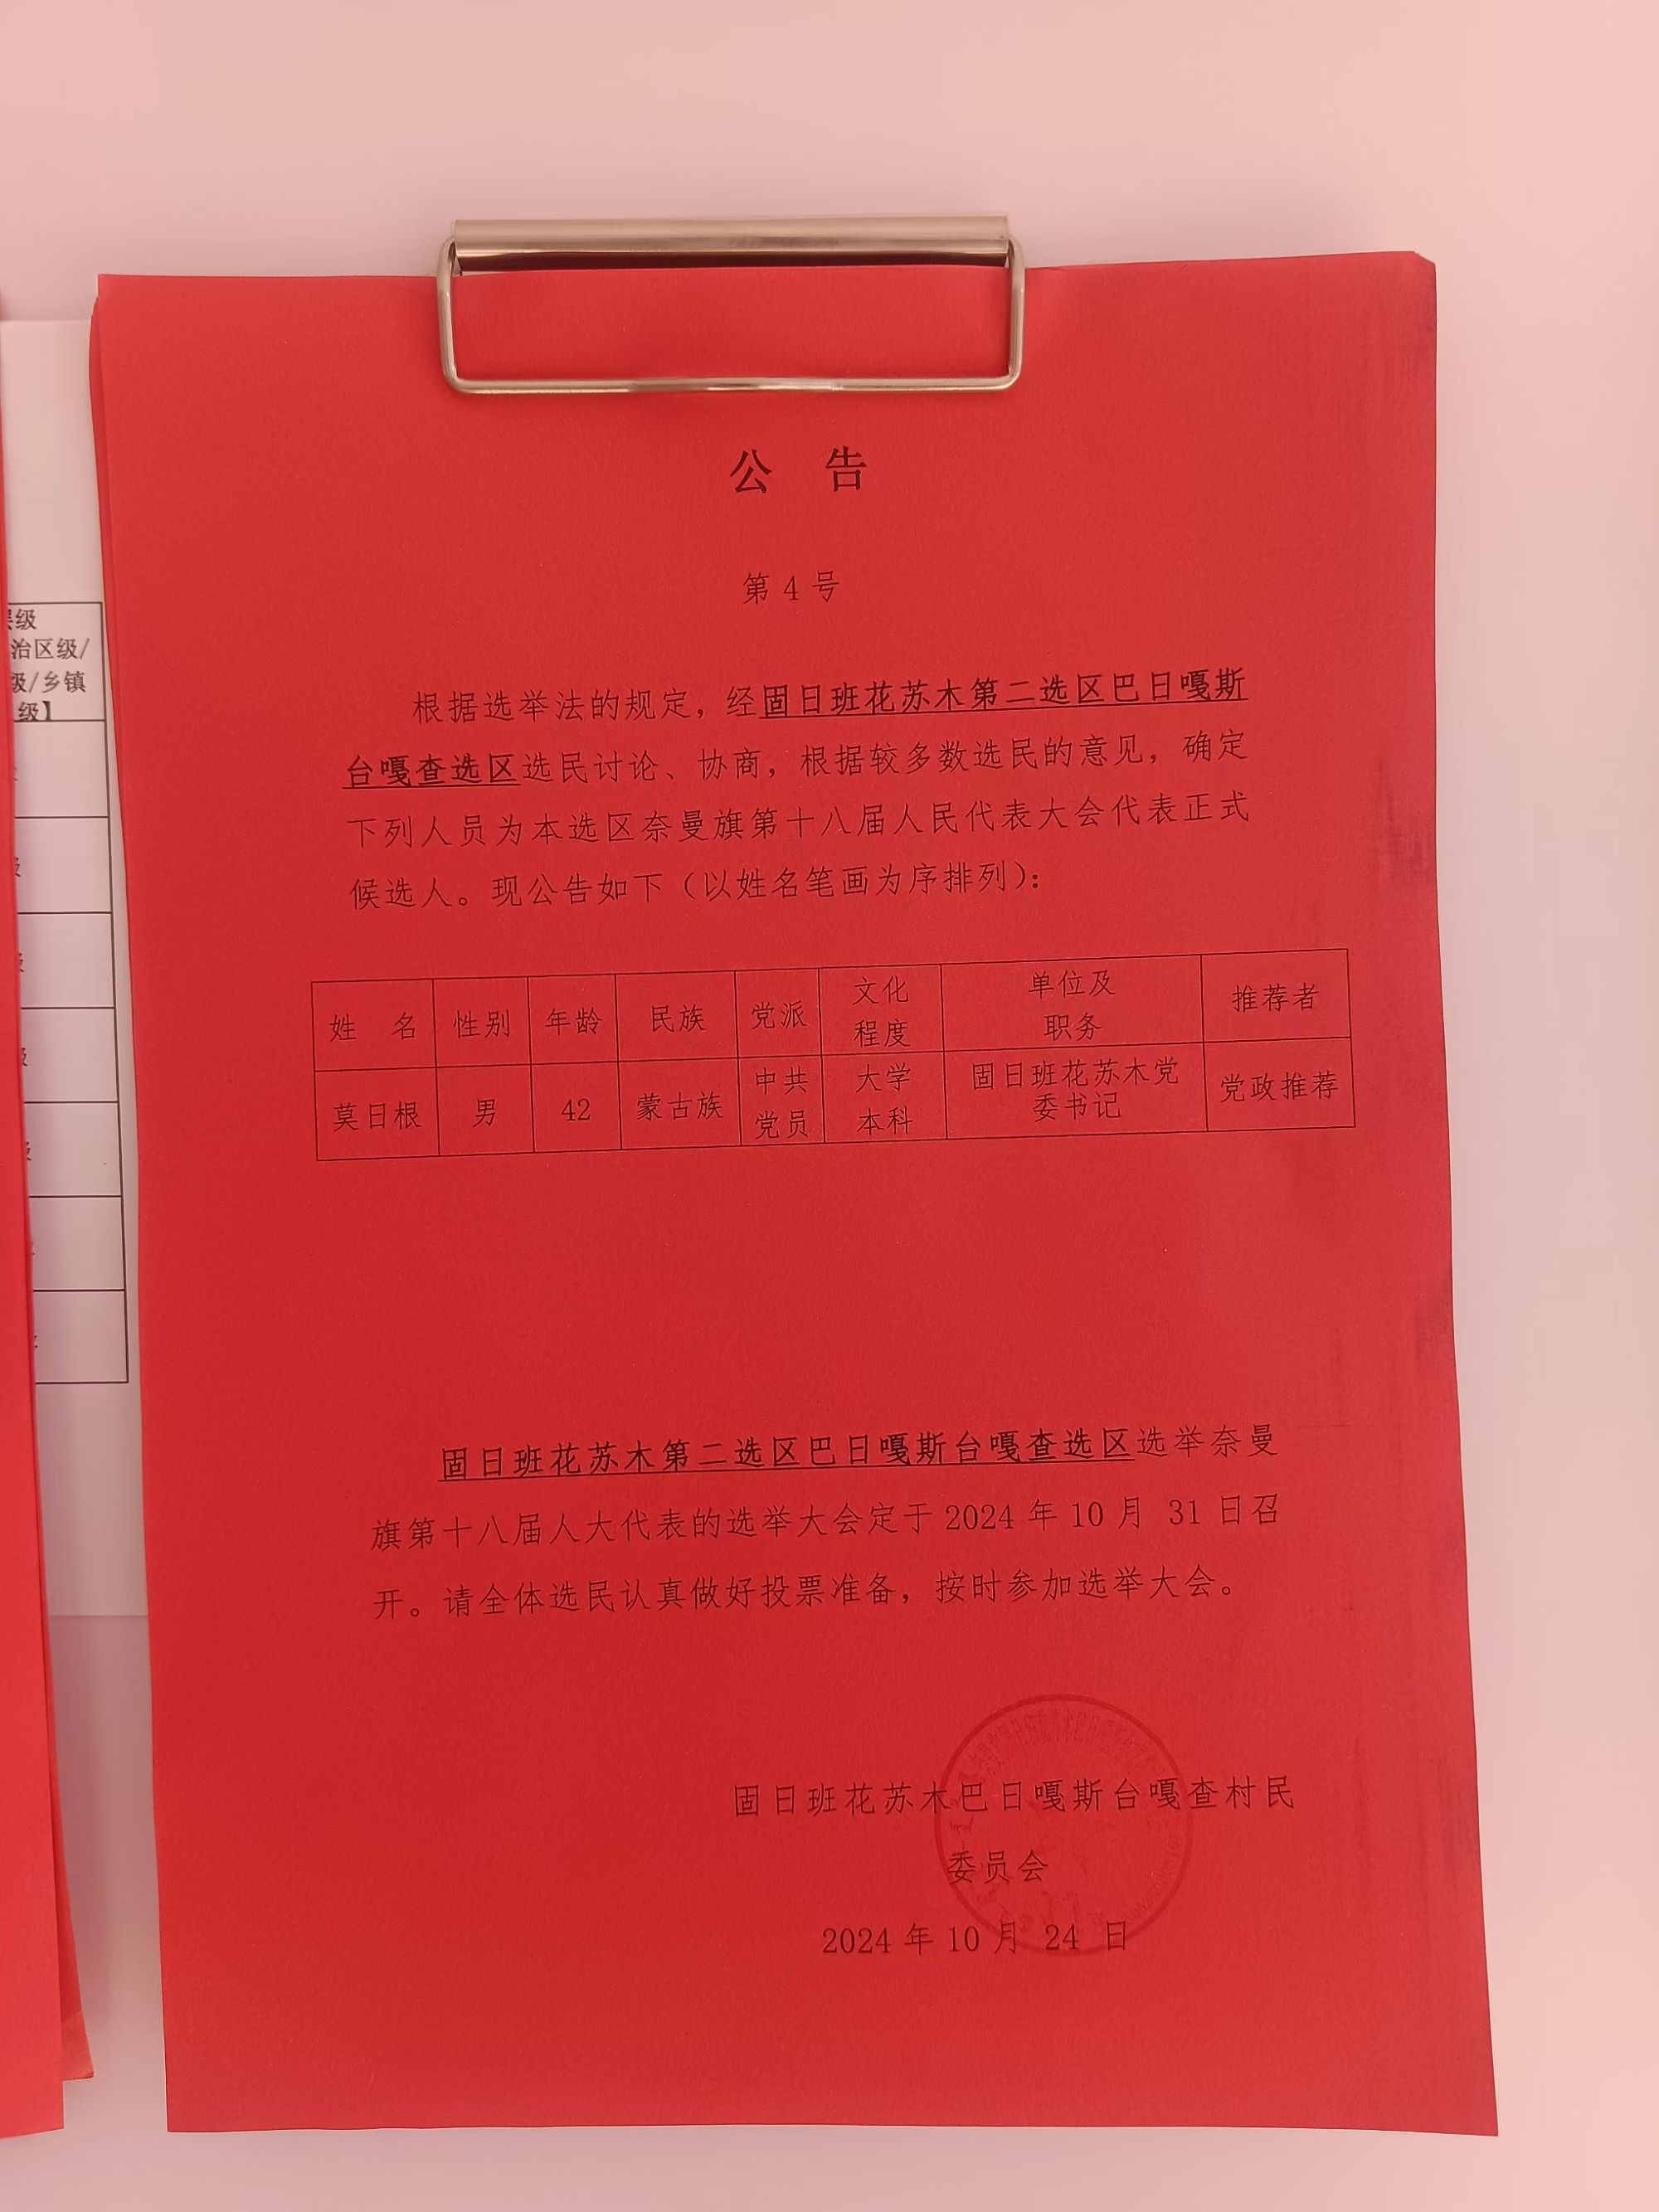 公 告
第 4 号
根据选举法的规定，经固日班花苏木第二选区巴日嘎斯
台嘎查选区选民讨论、协商，根据较多数选民的意见，确定
下列人员为本选区奈曼旗第十八届人民代表大会代表正式
候选人。现公告如下（以姓名笔画为序排列）：
姓 名 性别 年龄 民族 党派 文化程度 单位及职务 推荐者
莫日根 男 42 蒙古族 中共党员 大学本科 固日班花苏木党委书记 党政推荐
固日班花苏木第二选区巴日嘎斯台嘎查选区选举奈曼
旗第十八届人大代表的选举大会定于 2024 年 10 月 31 日召
开。请全体选民认真做好投票准备，按时参加选举大会。
固日班花苏木巴日嘎斯台嘎查村民
委员会
2024 年 10 月 24 日
治区级/
级/乡镇
级】